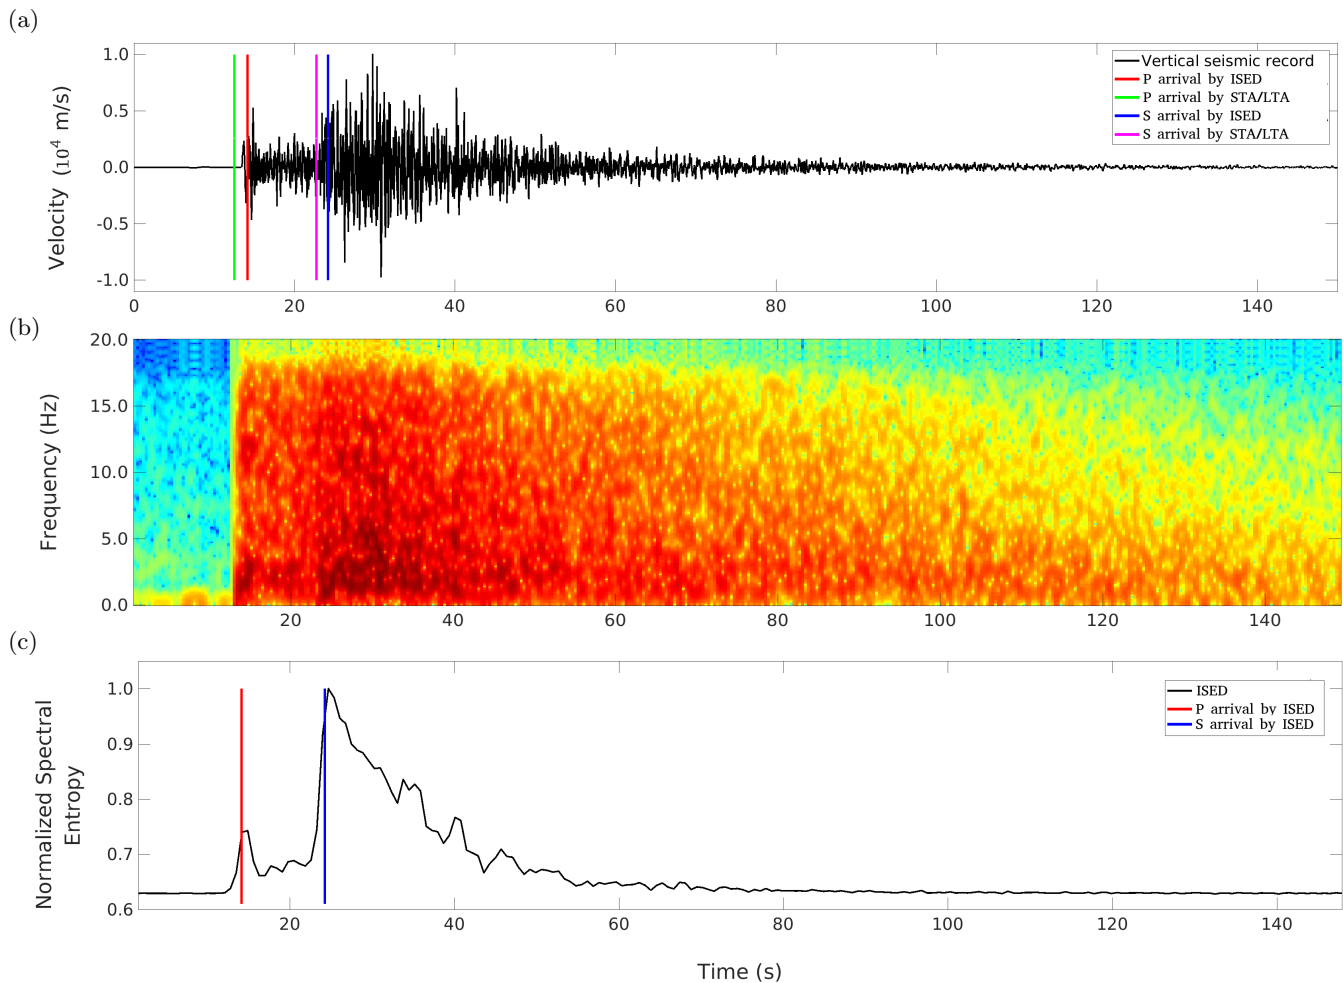 (a)
1.0
0.5
0.0
-0.5
-1.0
Velocity (10^4 m/s)
Vertical seismic record
P arrival by ISED
P arrival by STA/LTA
S arrival by ISED
S arrival by STA/LTA
0 20 40 60 80 100 120 140
(b)
20.0
15.0
10.0
5.0
0.0
Frequency (Hz)
20 40 60 80 100 120 140
(c)
1.0
0.9
0.8
0.7
0.6
Normalized Spectral
Entropy
ISED
P arrival by ISED
S arrival by ISED
20 40 60 80 100 120 140
Time (s)